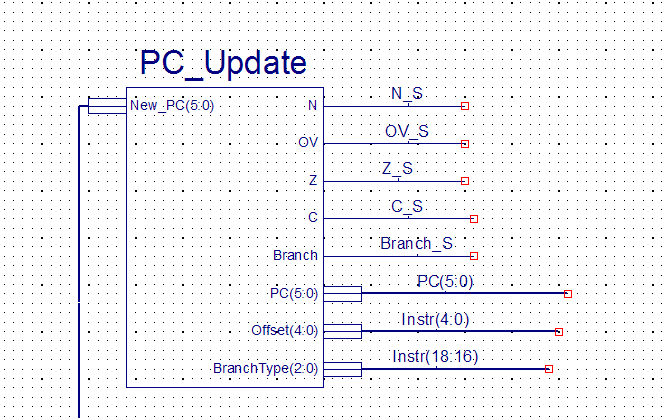 PC_Update
New_PC(5:0) N N_S
OV OV_S
Z Z_S
C C_S
Branch Branch_S
PC(5:0) PC(5:0)
Offset(4:0) Instr(4:0)
BranchType(2:0) Instr(18:16)